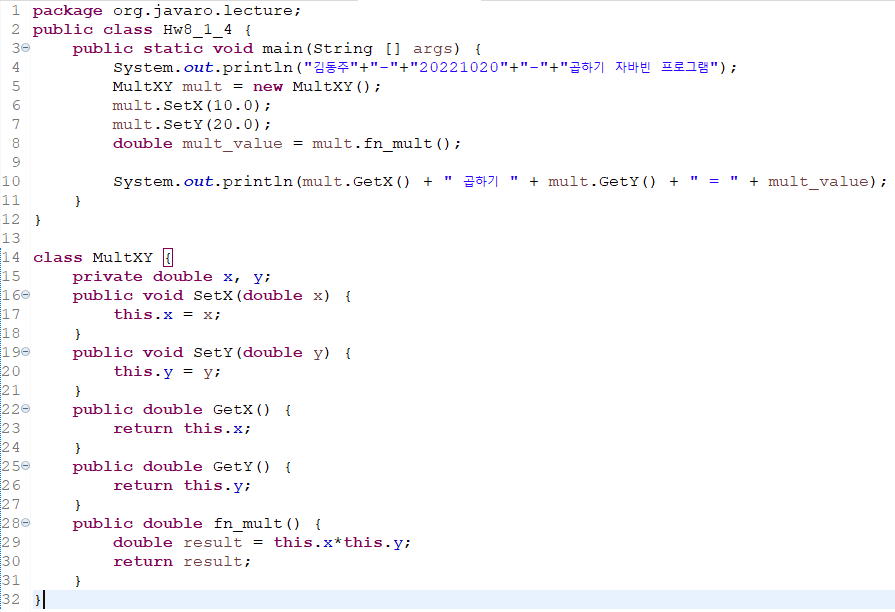 1 package org.javaro.lecture;
2 public class Hw8_1_4 {
3 public static void main(String [] args) {
4 System.out.println("김동주"+"-"+"20221020"+"-"+"곱하기 자바빈 프로그램");
5 MultXY mult = new MultXY();
6 mult.SetX(10.0);
7 mult.SetY(20.0);
8 double mult_value = mult.fn_mult();
9
10 System.out.println(mult.GetX() + " 곱하기 " + mult.GetY() + " = " + mult_value);
11 }
12 }
13
14 class MultXY {
15 private double x, y;
16 public void SetX(double x) {
17 this.x = x;
18 }
19 public void SetY(double y) {
20 this.y = y;
21 }
22 public double GetX() {
23 return this.x;
24 }
25 public double GetY() {
26 return this.y;
27 }
28 public double fn_mult() {
29 double result = this.x*this.y;
30 return result;
31 }
32 }